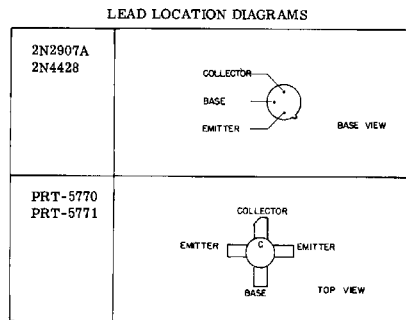 LEAD LOCATION DIAGRAMS
2N2907A
2N4428
COLLECTOR
BASE
EMITTER
BASE VIEW
PRT-5770
PRT-5771
COLLECTOR
EMITTER
C
EMITTER
BASE
TOP VIEW